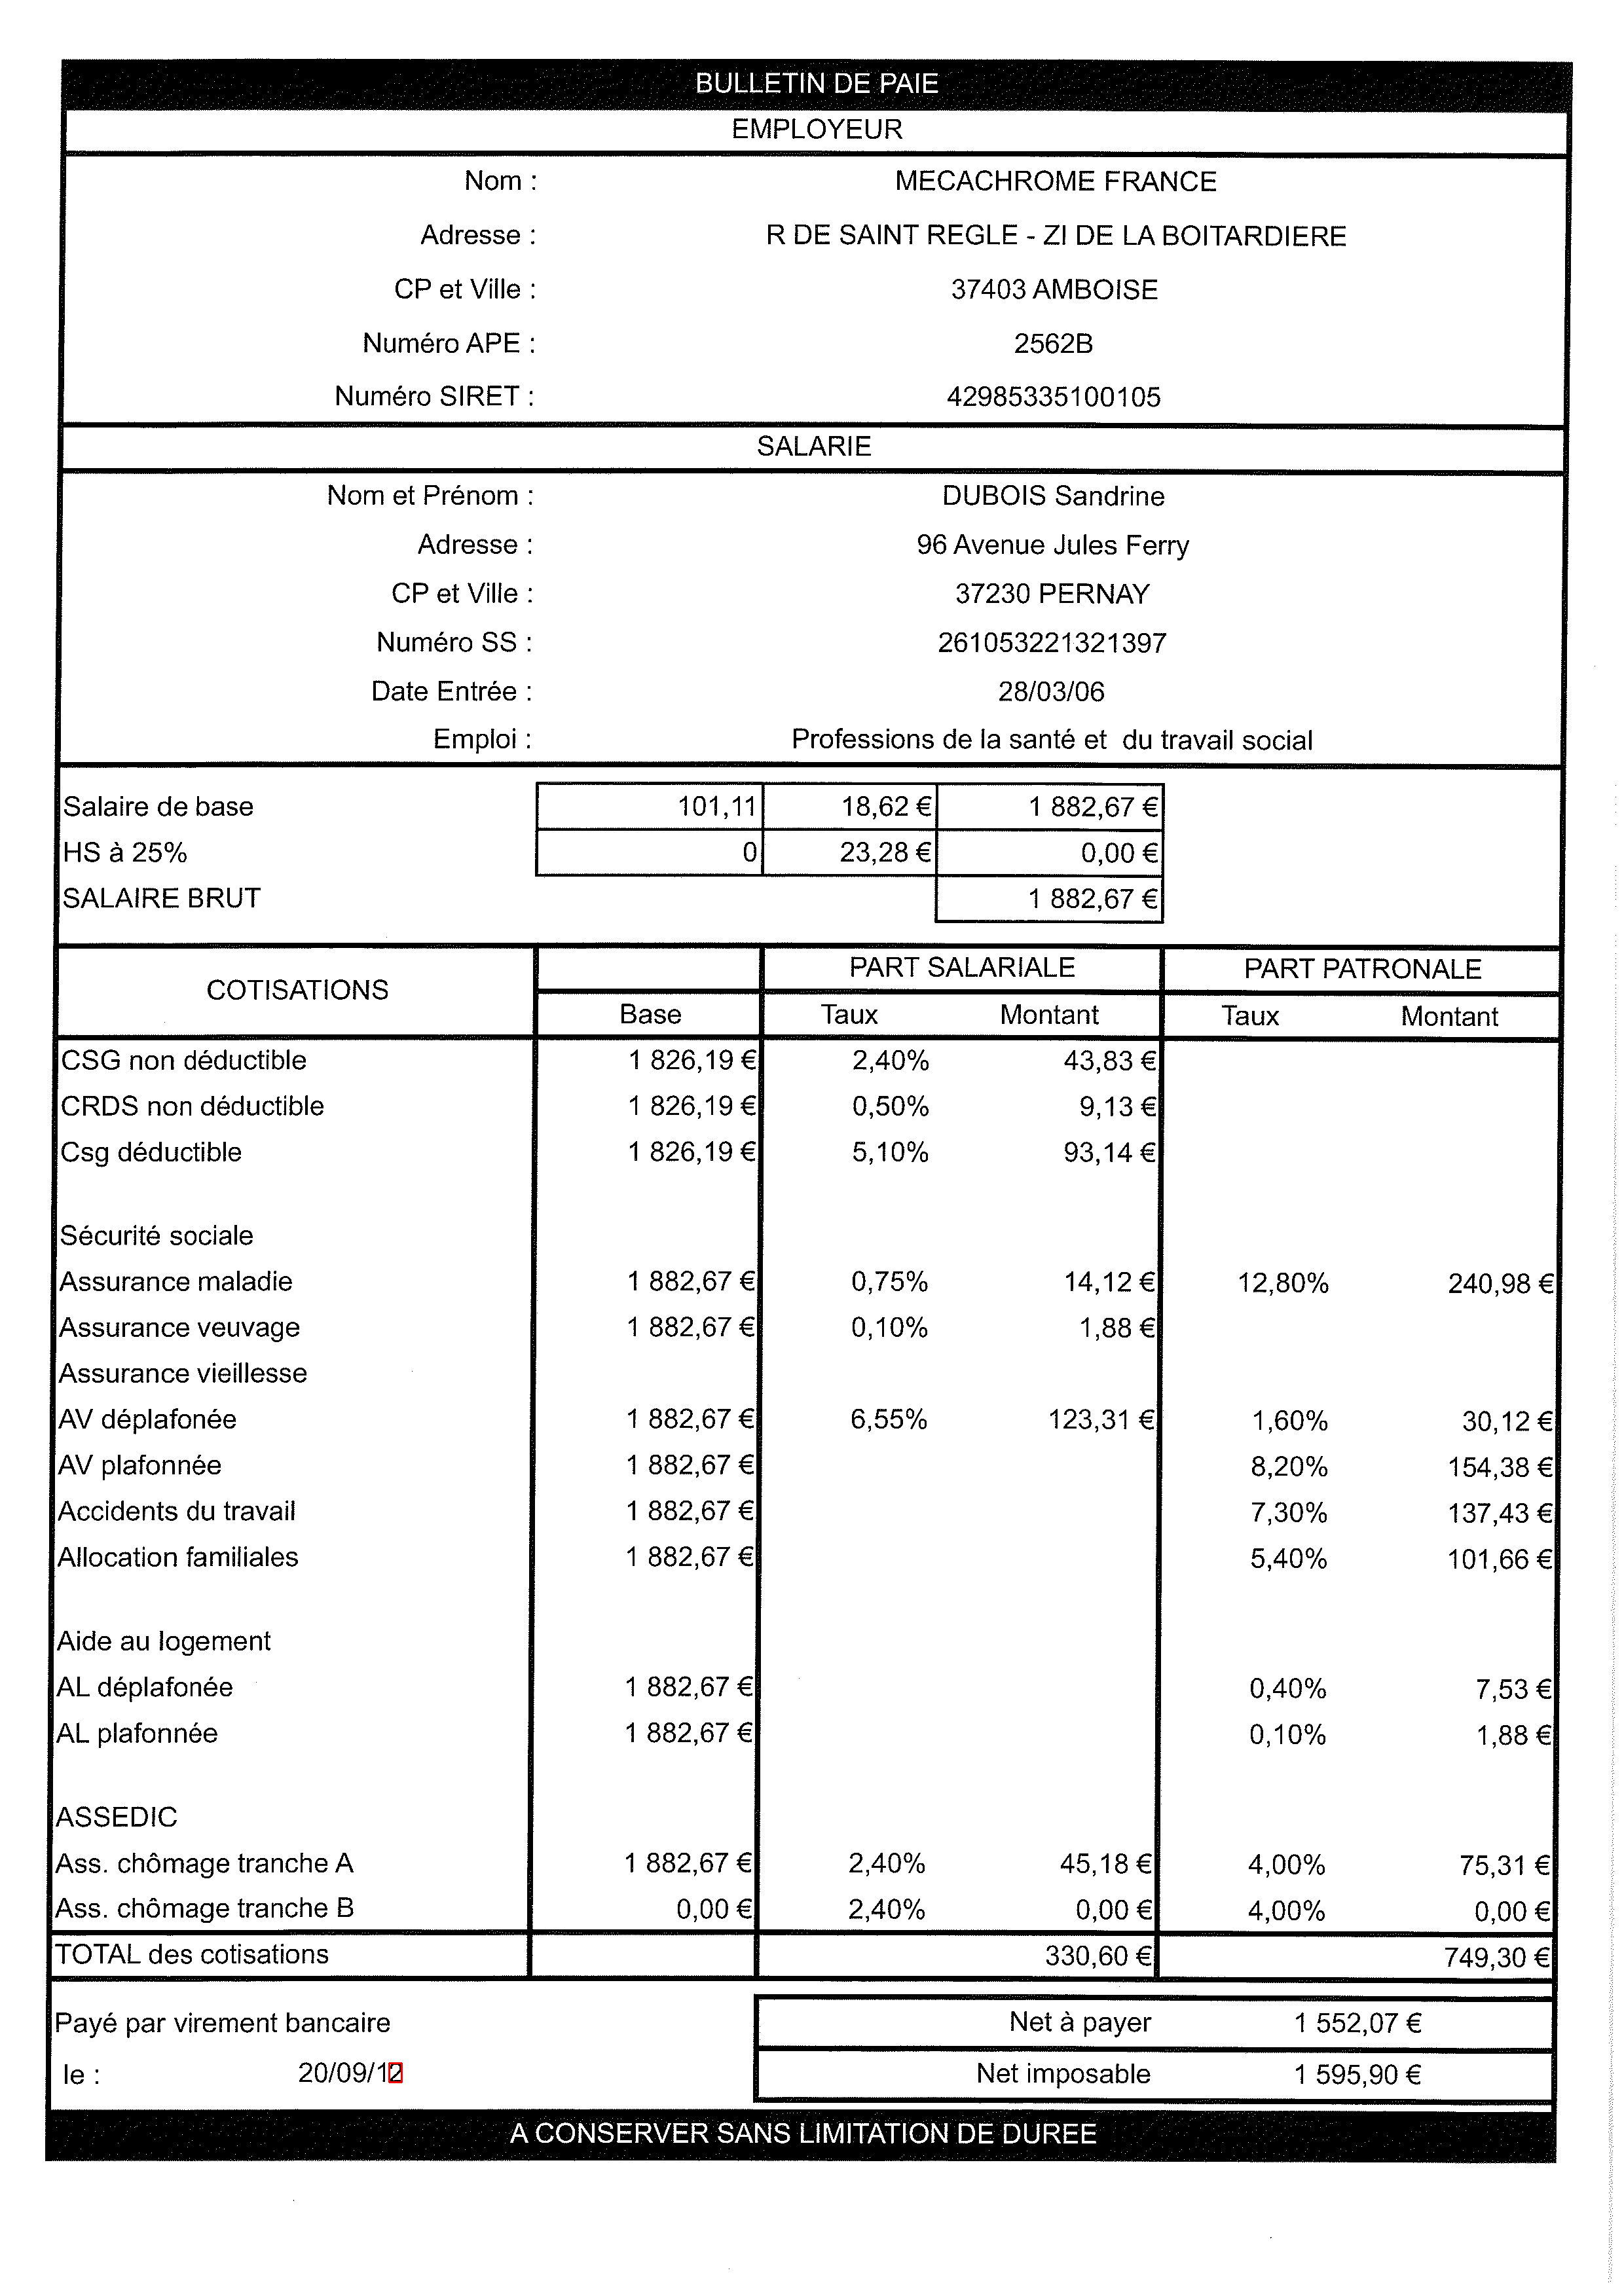 BULLETIN DE PAIE
EMPLOYEUR
Nom : MECACHROME FRANCE
Adresse : R DE SAINT REGLE - ZI DE LA BOITARDIERE
CP et Ville : 37403 AMBOISE
Numéro APE : 2562B
Numéro SIRET : 42985335100105
SALARIE
Nom et Prénom : DUBOIS Sandrine
Adresse : 96 Avenue Jules Ferry
CP et Ville : 37230 PERNAY
Numéro SS : 261053221321397
Date Entrée : 28/03/06
Emploi : Professions de la santé et du travail social
Salaire de base 101,11 18,62 € 1 882,67 €
HS à 25% 0 23,28 € 0,00 €
SALAIRE BRUT 1 882,67 €
COTISATIONS PART SALARIALE PART PATRONALE
Base Taux Montant Taux Montant
CSG non déductible 1 826,19 € 2,40% 43,83 €
CRDS non déductible 1 826,19 € 0,50% 9,13 €
Csg déductible 1 826,19 € 5,10% 93,14 €
Sécurité sociale
Assurance maladie 1 882,67 € 0,75% 14,12 € 12,80% 240,98 €
Assurance veuvage 1 882,67 € 0,10% 1,88 €
Assurance vieillesse
AV déplafonée 1 882,67 € 6,55% 123,31 € 1,60% 30,12 €
AV plafonnée 1 882,67 € 8,20% 154,38 €
Accidents du travail 1 882,67 € 7,30% 137,43 €
Allocation familiales 1 882,67 € 5,40% 101,66 €
Aide au logement
AL déplafonée 1 882,67 € 0,40% 7,53 €
AL plafonnée 1 882,67 € 0,10% 1,88 €
ASSEDIC
Ass. chômage tranche A 1 882,67 € 2,40% 45,18 € 4,00% 75,31 €
Ass. chômage tranche B 0,00 € 2,40% 0,00 € 4,00% 0,00 €
TOTAL des cotisations 330,60 € 749,30 €
Payé par virement bancaire Net à payer 1 552,07 €
le : 20/09/12 Net imposable 1 595,90 €
A CONSERVER SANS LIMITATION DE DUREE